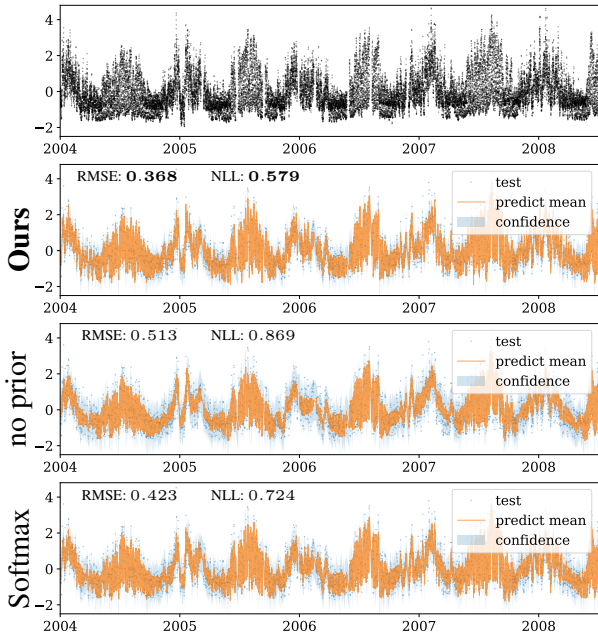 4
2
0
−2
2004 2005 2006 2007 2008
Ours
RMSE: 0.368 NLL: 0.579
test
predict mean
confidence
4
2
0
−2
2004 2005 2006 2007 2008
no prior
RMSE: 0.513 NLL: 0.869
test
predict mean
confidence
4
2
0
−2
2004 2005 2006 2007 2008
Softmax
RMSE: 0.423 NLL: 0.724
test
predict mean
confidence
4
2
0
−2
2004 2005 2006 2007 2008